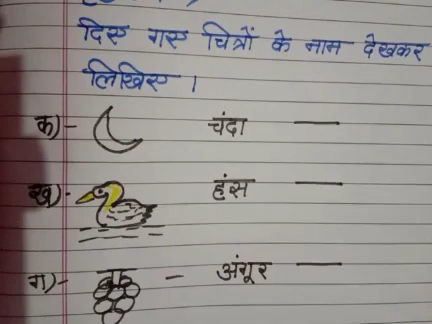 दिए गए चित्रों के नाम देखकर
लिखिए ।
क)- चंदा —
ख)- हंस —
ग)- - अंगूर —